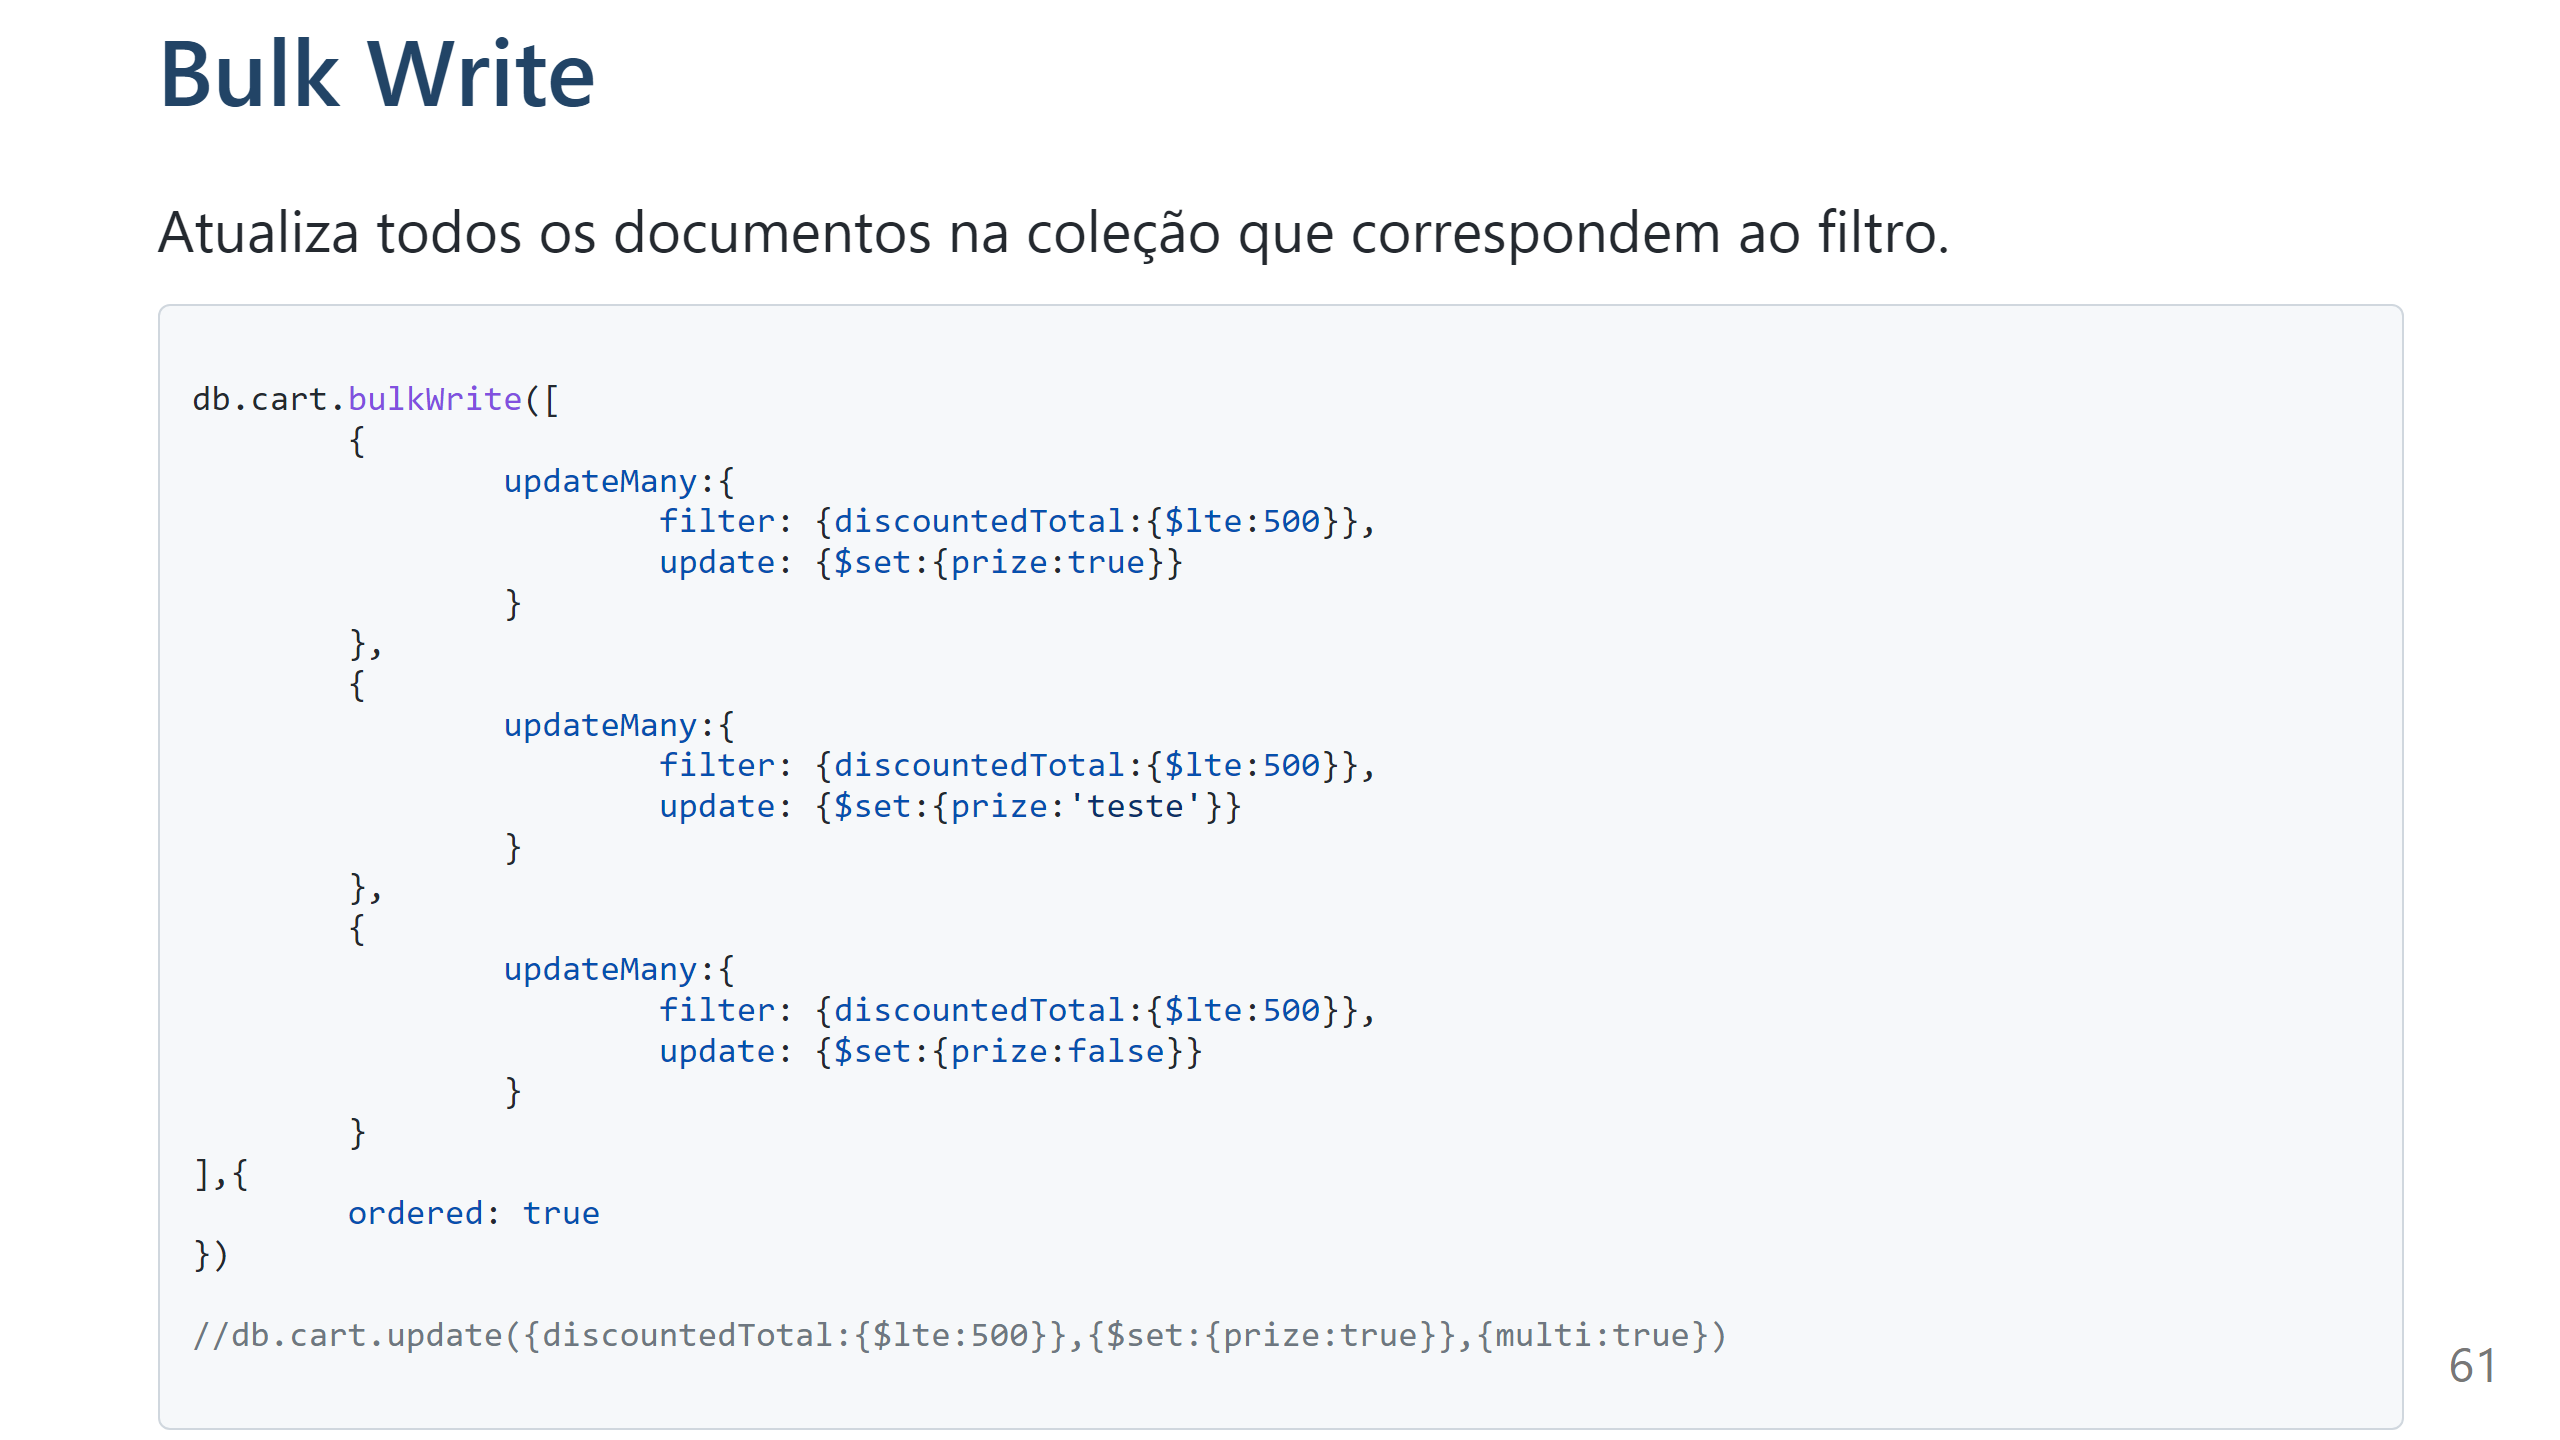 Bulk Write
Atualiza todos os documentos na coleção que correspondem ao filtro.
db.cart.bulkWrite([
        {
                updateMany:{
                        filter: {discountedTotal:{$lte:500}},
                        update: {$set:{prize:true}}
                }
        },
        {
                updateMany:{
                        filter: {discountedTotal:{$lte:500}},
                        update: {$set:{prize:'teste'}}
                }
        },
        {
                updateMany:{
                        filter: {discountedTotal:{$lte:500}},
                        update: {$set:{prize:false}}
                }
        }
],{
        ordered: true
})
//db.cart.update({discountedTotal:{$lte:500}},{$set:{prize:true}},{multi:true})
61